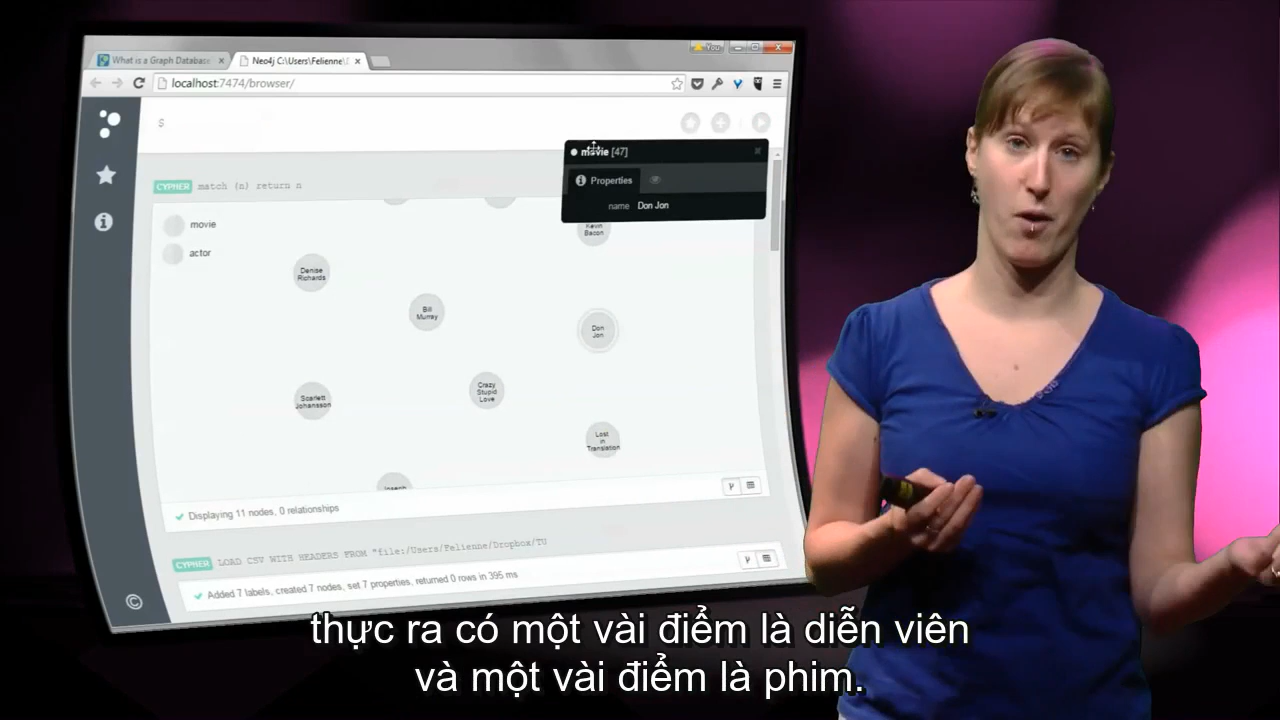 What is a Graph Database
Neo4j C:\Users\Felienne\
You
localhost:7474/browser/
$
movie [47]
Properties
name Don Jon
CYPHER match (n) return n
movie
actor
Kevin
Bacon
Denise
Richards
Bill
Murray
Don
Jon
Crazy
Stupid
Love
Scarlett
Johansson
Lost
in
Translation
Joseph
Displaying 11 nodes, 0 relationships
CYPHER LOAD CSV WITH HEADERS FROM "file:/Users/Felienne/Dropbox/TU
Added 7 labels, created 7 nodes, set 7 properties, returned 0 rows in 395 ms
thực ra có một vài điểm là diễn viên
và một vài điểm là phim.